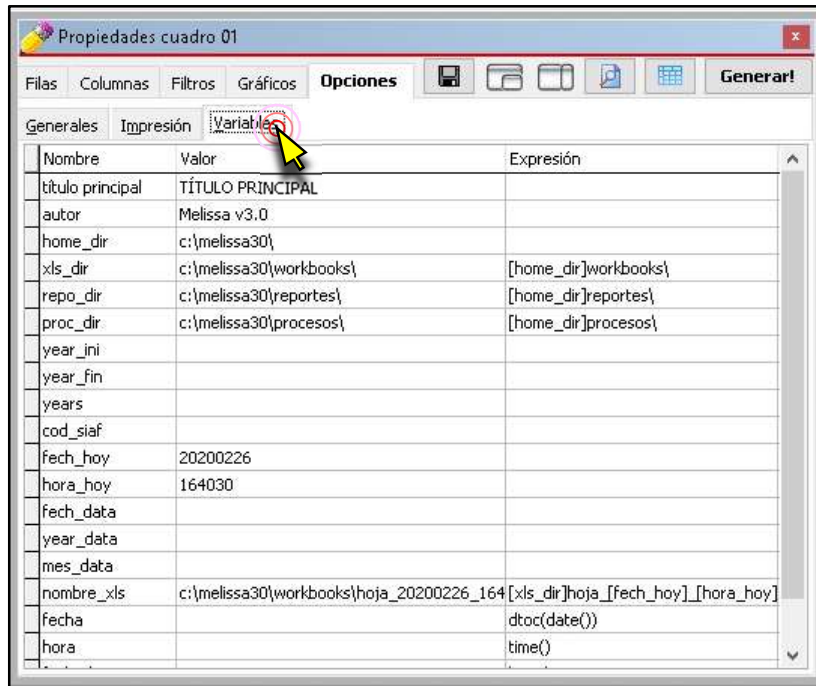 Propiedades cuadro 01
Filas Columnas Filtros Gráficos Opciones Generar!
Generales Impresión Variables
Nombre Valor Expresión
título principal TÍTULO PRINCIPAL
autor Melissa v3.0
home_dir c:\melissa30\
xls_dir c:\melissa30\workbooks\ [home_dir]workbooks\
repo_dir c:\melissa30\reportes\ [home_dir]reportes\
proc_dir c:\melissa30\procesos\ [home_dir]procesos\
year_ini
year_fin
years
cod_siaf
fech_hoy 20200226
hora_hoy 164030
fech_data
year_data
mes_data
nombre_xls c:\melissa30\workbooks\hoja_20200226_164 [xls_dir]hoja_[fech_hoy]_[hora_hoy]
fecha dtoc(date())
hora time()